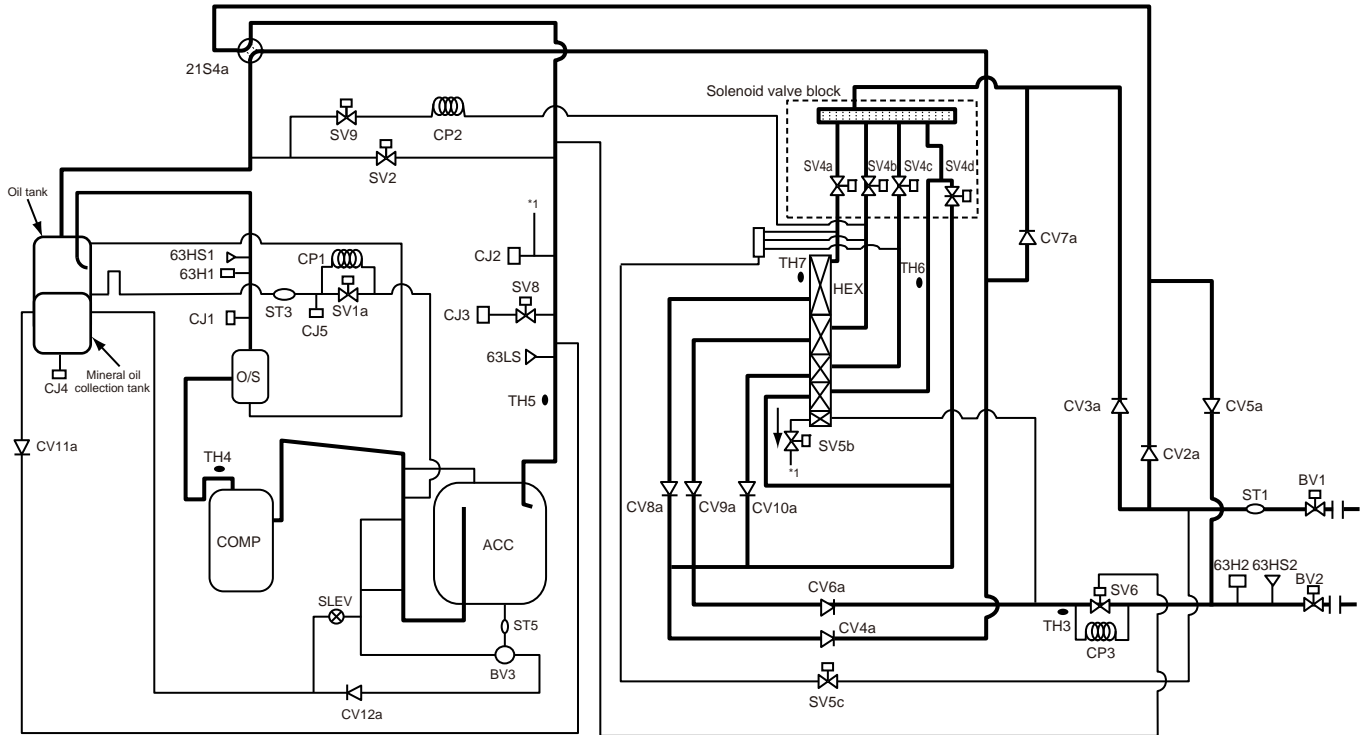 21S4a
Solenoid valve block
SV9
CP2
SV2
SV4a
SV4b
SV4c
SV4d
Oil tank
*1
63HS1
63H1
CP1
CJ2
CV7a
TH7
TH6
HEX
SV8
ST3
SV1a
CJ5
CJ3
CJ1
63LS
CJ4
Mineral oil
collection tank
O/S
TH5
CV3a
CV5a
CV11a
SV5b
CV2a
TH4
*1
BV1
ST1
CV8a
CV9a
CV10a
COMP
ACC
63H2
63HS2
BV2
CV6a
SV6
SLEV
ST5
TH3
CV4a
CP3
BV3
CV12a
SV5c